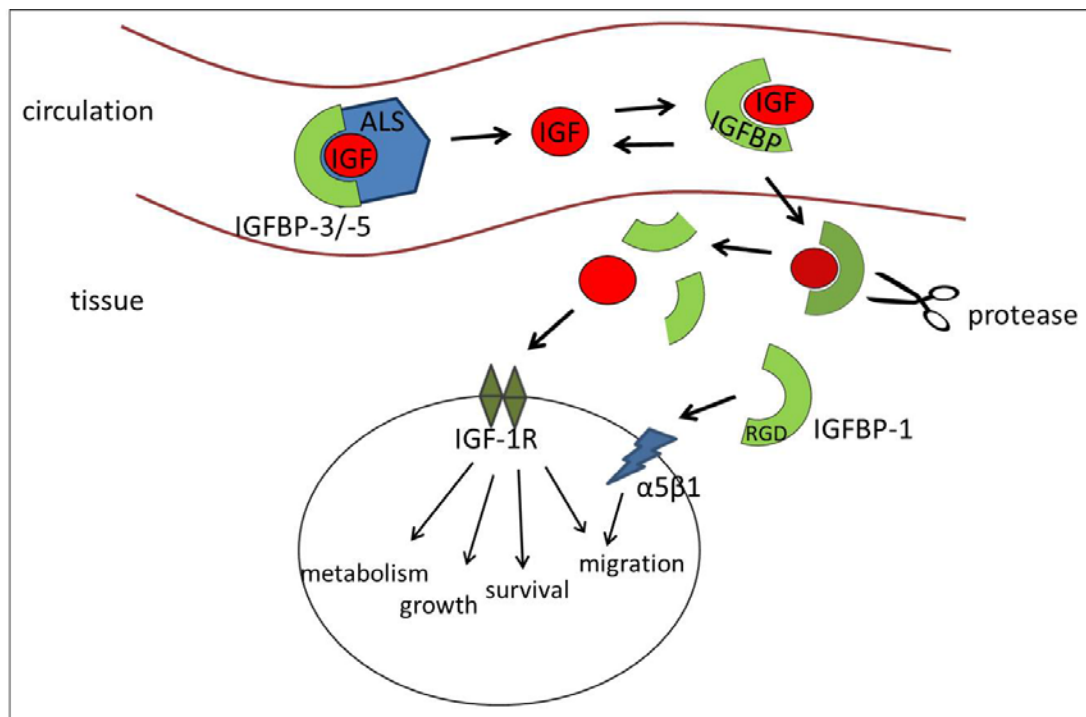 circulation
ALS
IGF
IGFBP-3/-5
IGF
IGF
IGFBP
tissue
protease
RGD
IGFBP-1
IGF-1R
α5β1
metabolism
growth
survival
migration